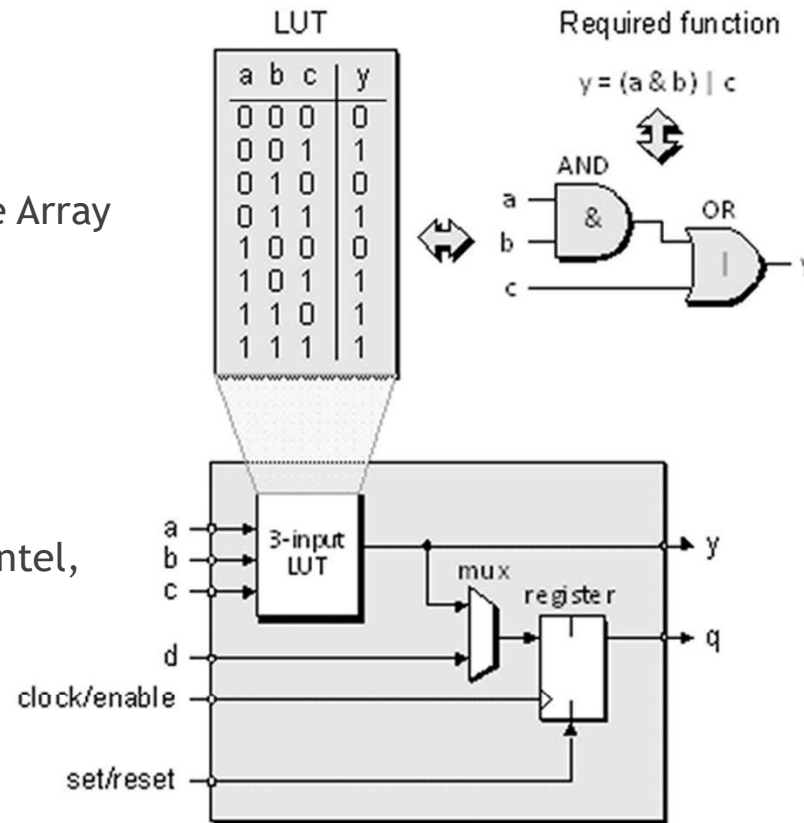 LUT
a b c y
0 0 0 0
0 0 1 1
0 1 0 0
0 1 1 1
1 0 0 0
1 0 1 1
1 1 0 1
1 1 1 1
Required function
y = (a & b) | c
AND
a
&
b
OR
|
y
c
e Array
ntel,
a
b
c
3-input
LUT
y
mux
register
q
d
clock/enable
set/reset